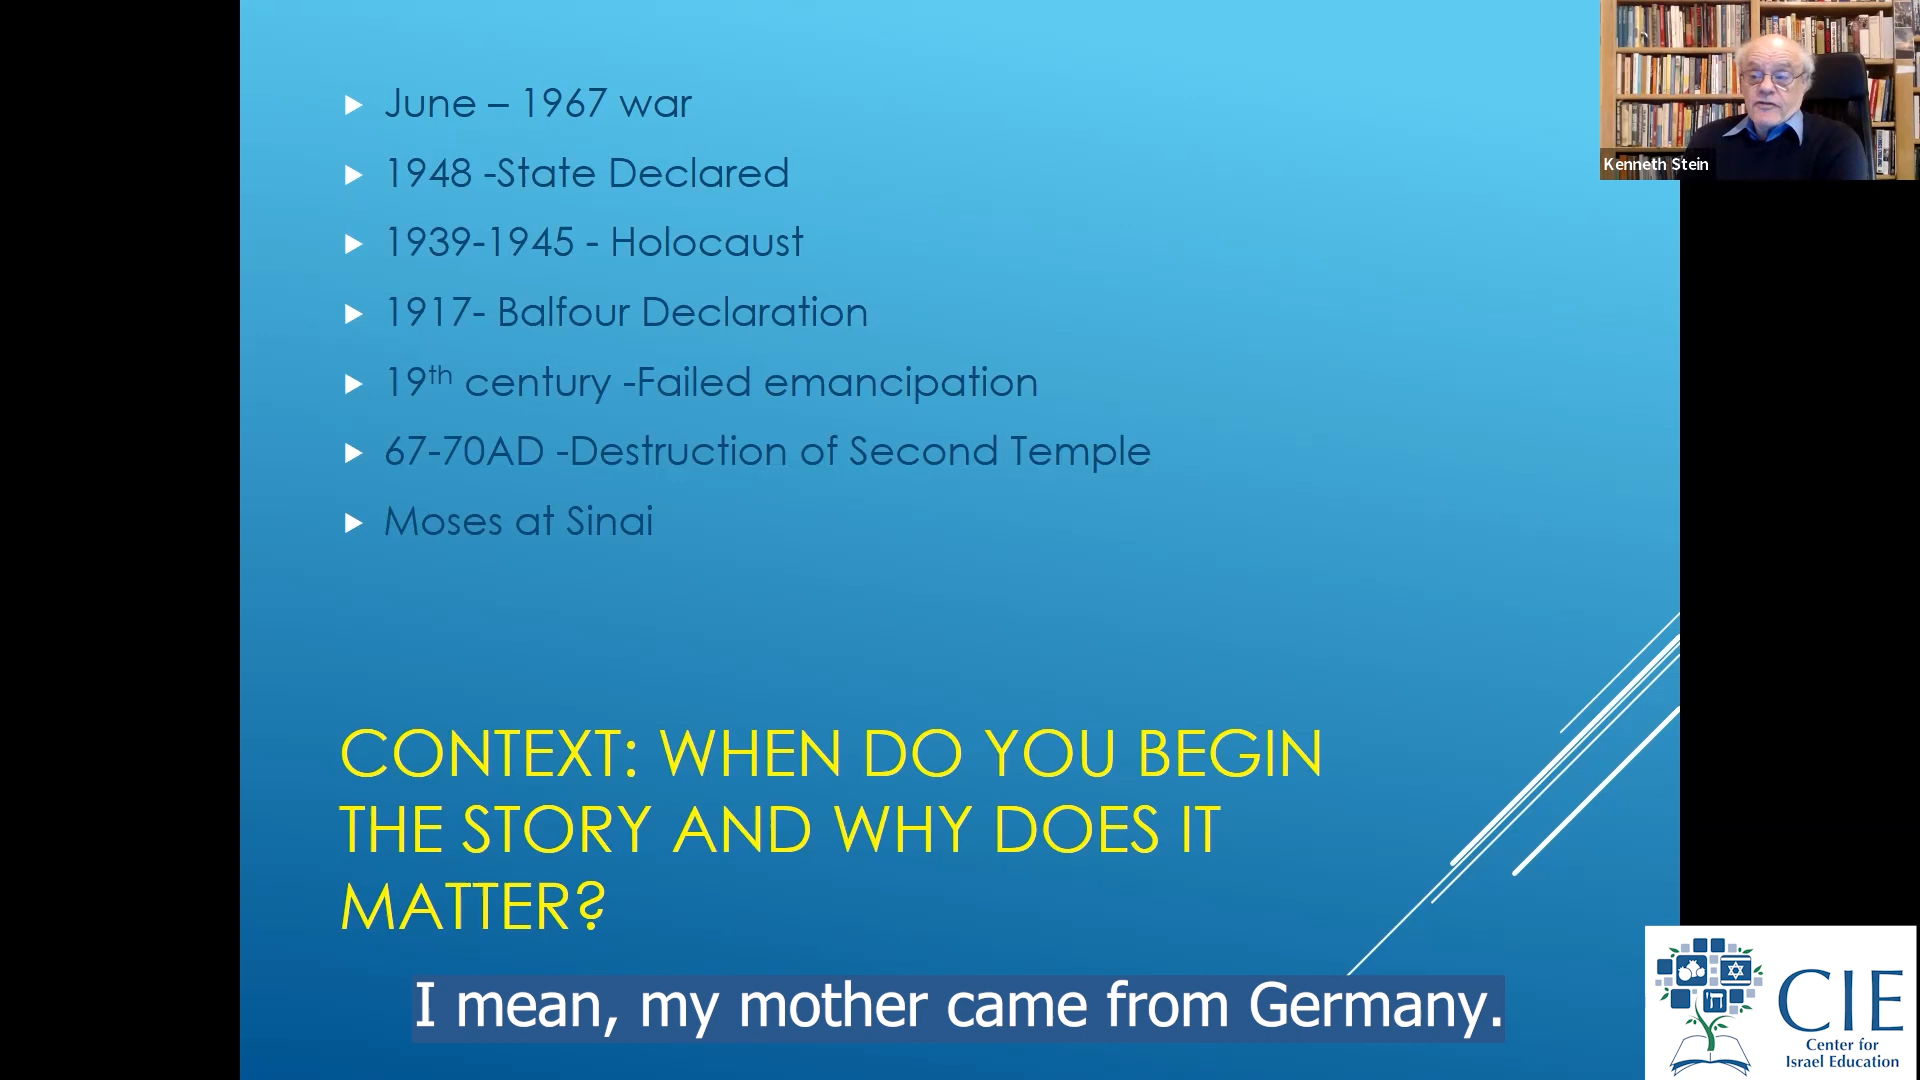 June – 1967 war
1948 -State Declared
1939-1945 - Holocaust
1917- Balfour Declaration
19th century -Failed emancipation
67-70AD -Destruction of Second Temple
Moses at Sinai
CONTEXT: WHEN DO YOU BEGIN
THE STORY AND WHY DOES IT
MATTER?
I mean, my mother came from Germany.
Kenneth Stein
CIE
Center for
Israel Education